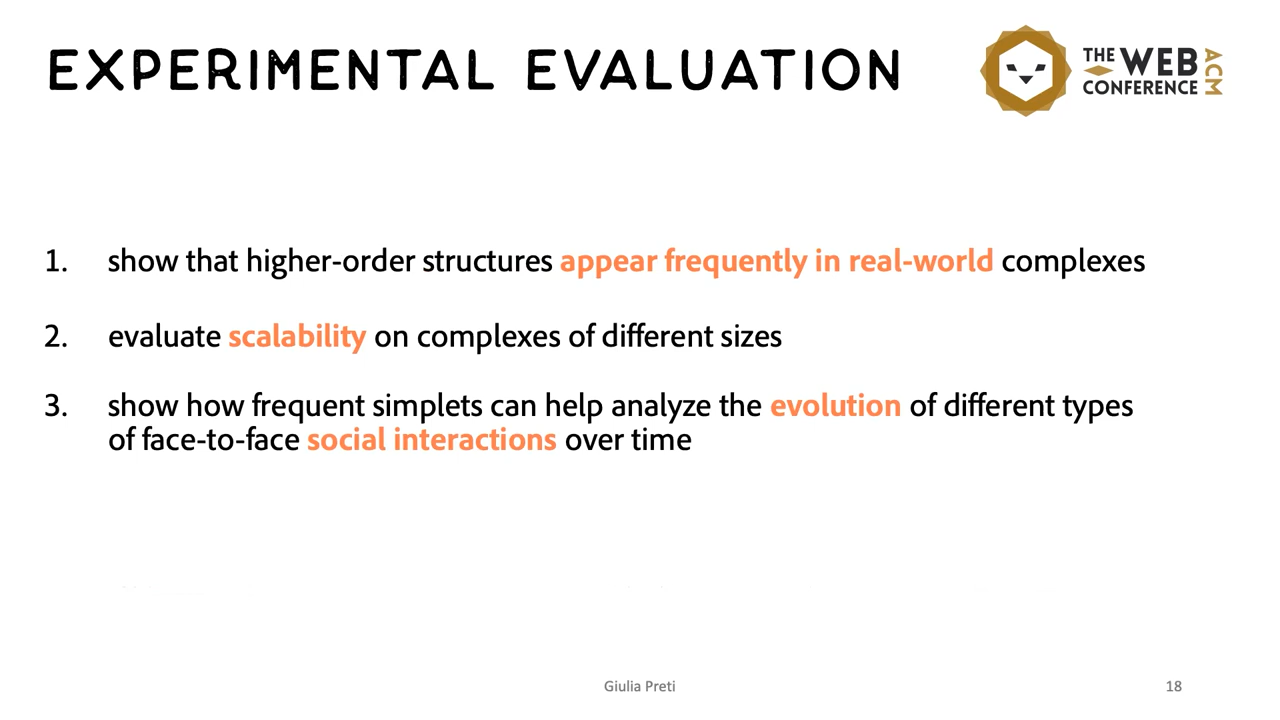 EXPERIMENTAL EVALUATION
THE WEB CONFERENCE ACM
1. show that higher-order structures appear frequently in real-world complexes
2. evaluate scalability on complexes of different sizes
3. show how frequent simplets can help analyze the evolution of different types
of face-to-face social interactions over time
Giulia Preti
18